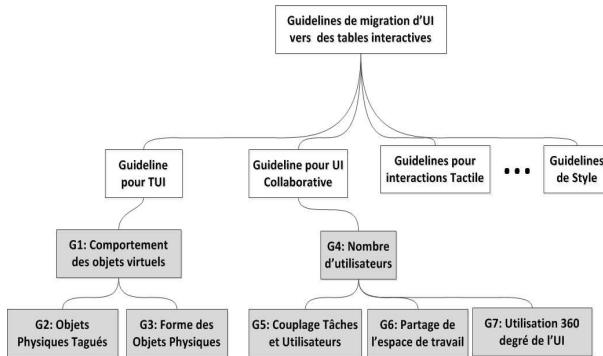 Guidelines de migration d'UI
vers des tables interactives
Guideline
pour TUI
Guideline pour UI
Collaborative
Guidelines pour
interactions Tactile
...
Guidelines
de Style
G1: Comportement
des objets virtuels
G4: Nombre
d'utilisateurs
G2: Objets
Physiques Tagués
G3: Forme des
Objets Physiques
G5: Couplage Tâches
et Utilisateurs
G6: Partage de
l'espace de travail
G7: Utilisation 360
degré de l'UI